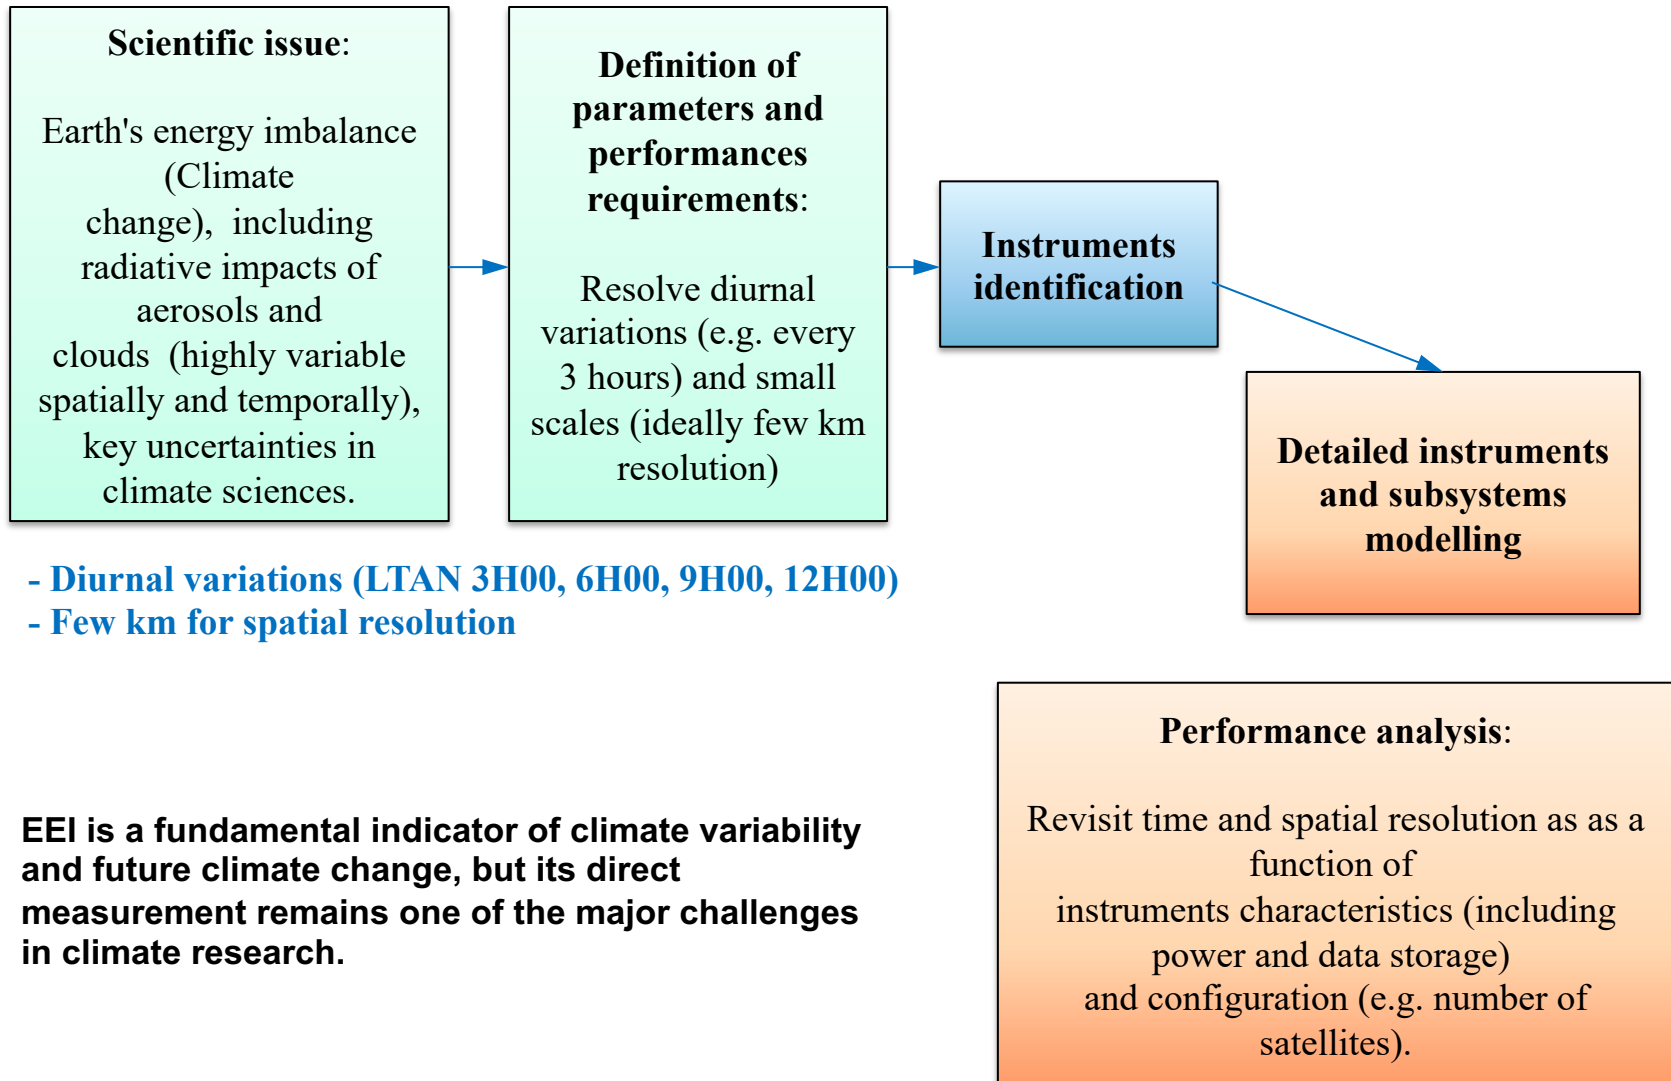 Scientific issue:
Earth's energy imbalance
(Climate
change), including
radiative impacts of
aerosols and
clouds (highly variable
spatially and temporally),
key uncertainties in
climate sciences.
Definition of
parameters and
performances
requirements:
Resolve diurnal
variations (e.g. every
3 hours) and small
scales (ideally few km
resolution)
Instruments
identification
Detailed instruments
and subsystems
modelling
- Diurnal variations (LTAN 3H00, 6H00, 9H00, 12H00)
- Few km for spatial resolution
EEI is a fundamental indicator of climate variability
and future climate change, but its direct
measurement remains one of the major challenges
in climate research.
Performance analysis:
Revisit time and spatial resolution as as a
function of
instruments characteristics (including
power and data storage)
and configuration (e.g. number of
satellites).